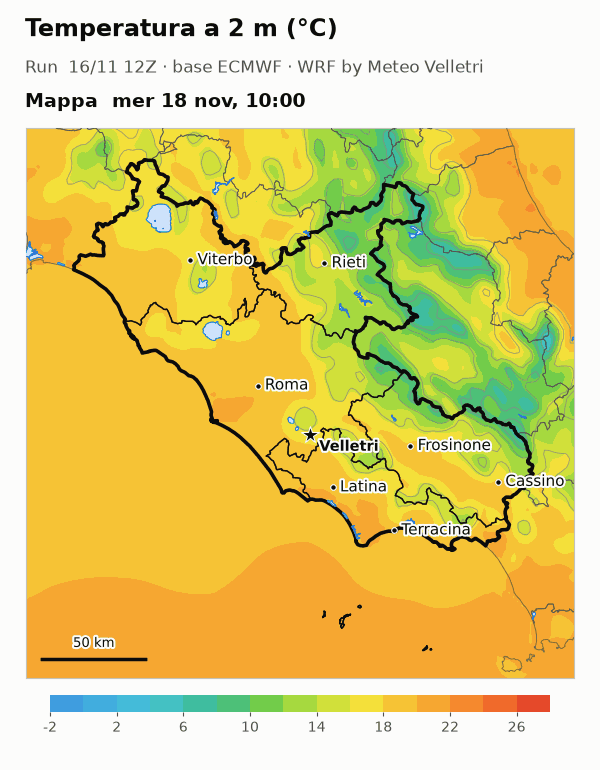 Temperatura a 2 m (°C)
Run  16/11 12Z · base ECMWF · WRF by Meteo Velletri
Mappa  mer 18 nov, 10:00
Viterbo
Rieti
Roma
Velletri
Frosinone
Cassino
Latina
Terracina
50 km
-2 2 6 10 14 18 22 26